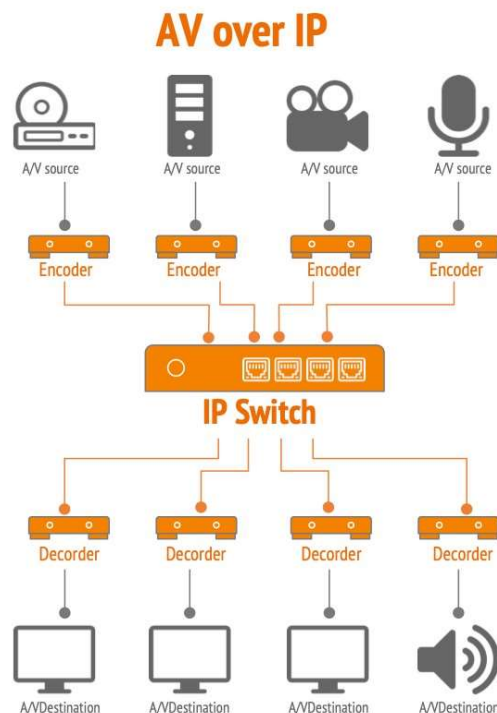 AV over IP
A/V source
A/V source
A/V source
A/V source
Encoder
Encoder
Encoder
Encoder
IP Switch
Decorder
Decorder
Decorder
Decorder
A/VDestination
A/VDestination
A/VDestination
A/VDestination